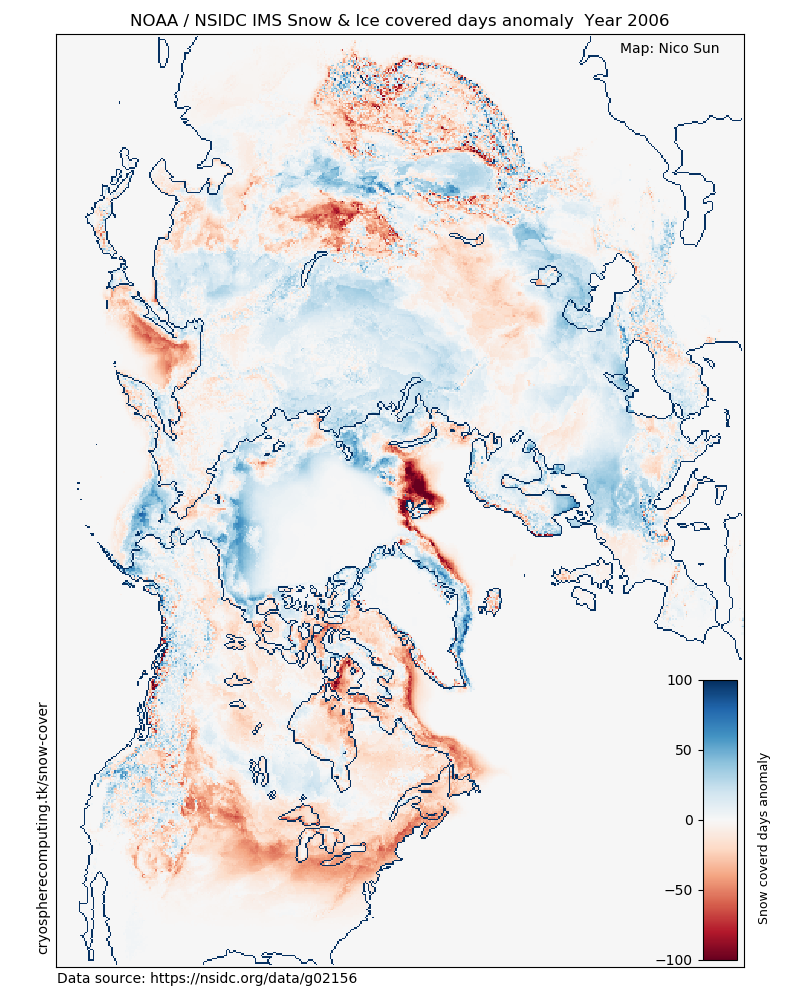 NOAA / NSIDC IMS Snow & Ice covered days anomaly  Year 2006
Map: Nico Sun
cryospherecomputing.tk/snow-cover
100
50
0
−50
−100
Snow coverd days anomaly
Data source: https://nsidc.org/data/g02156